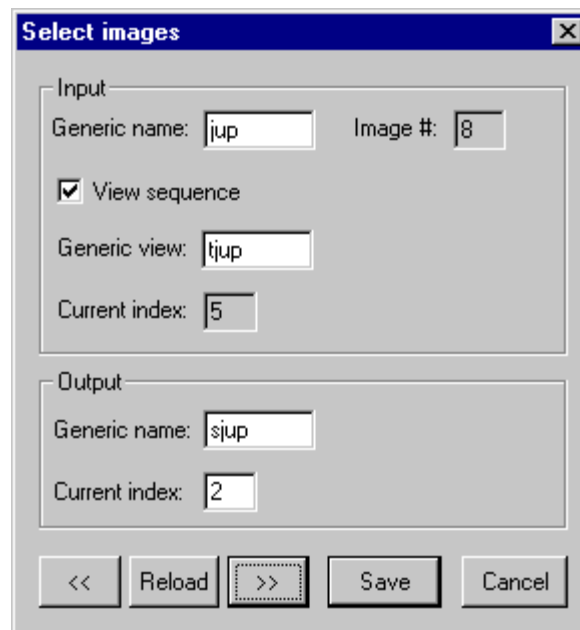 Select images
Input
Generic name: jup Image #: 8
View sequence
Generic view: tjup
Current index: 5
Output
Generic name: sjup
Current index: 2
<< Reload >> Save Cancel